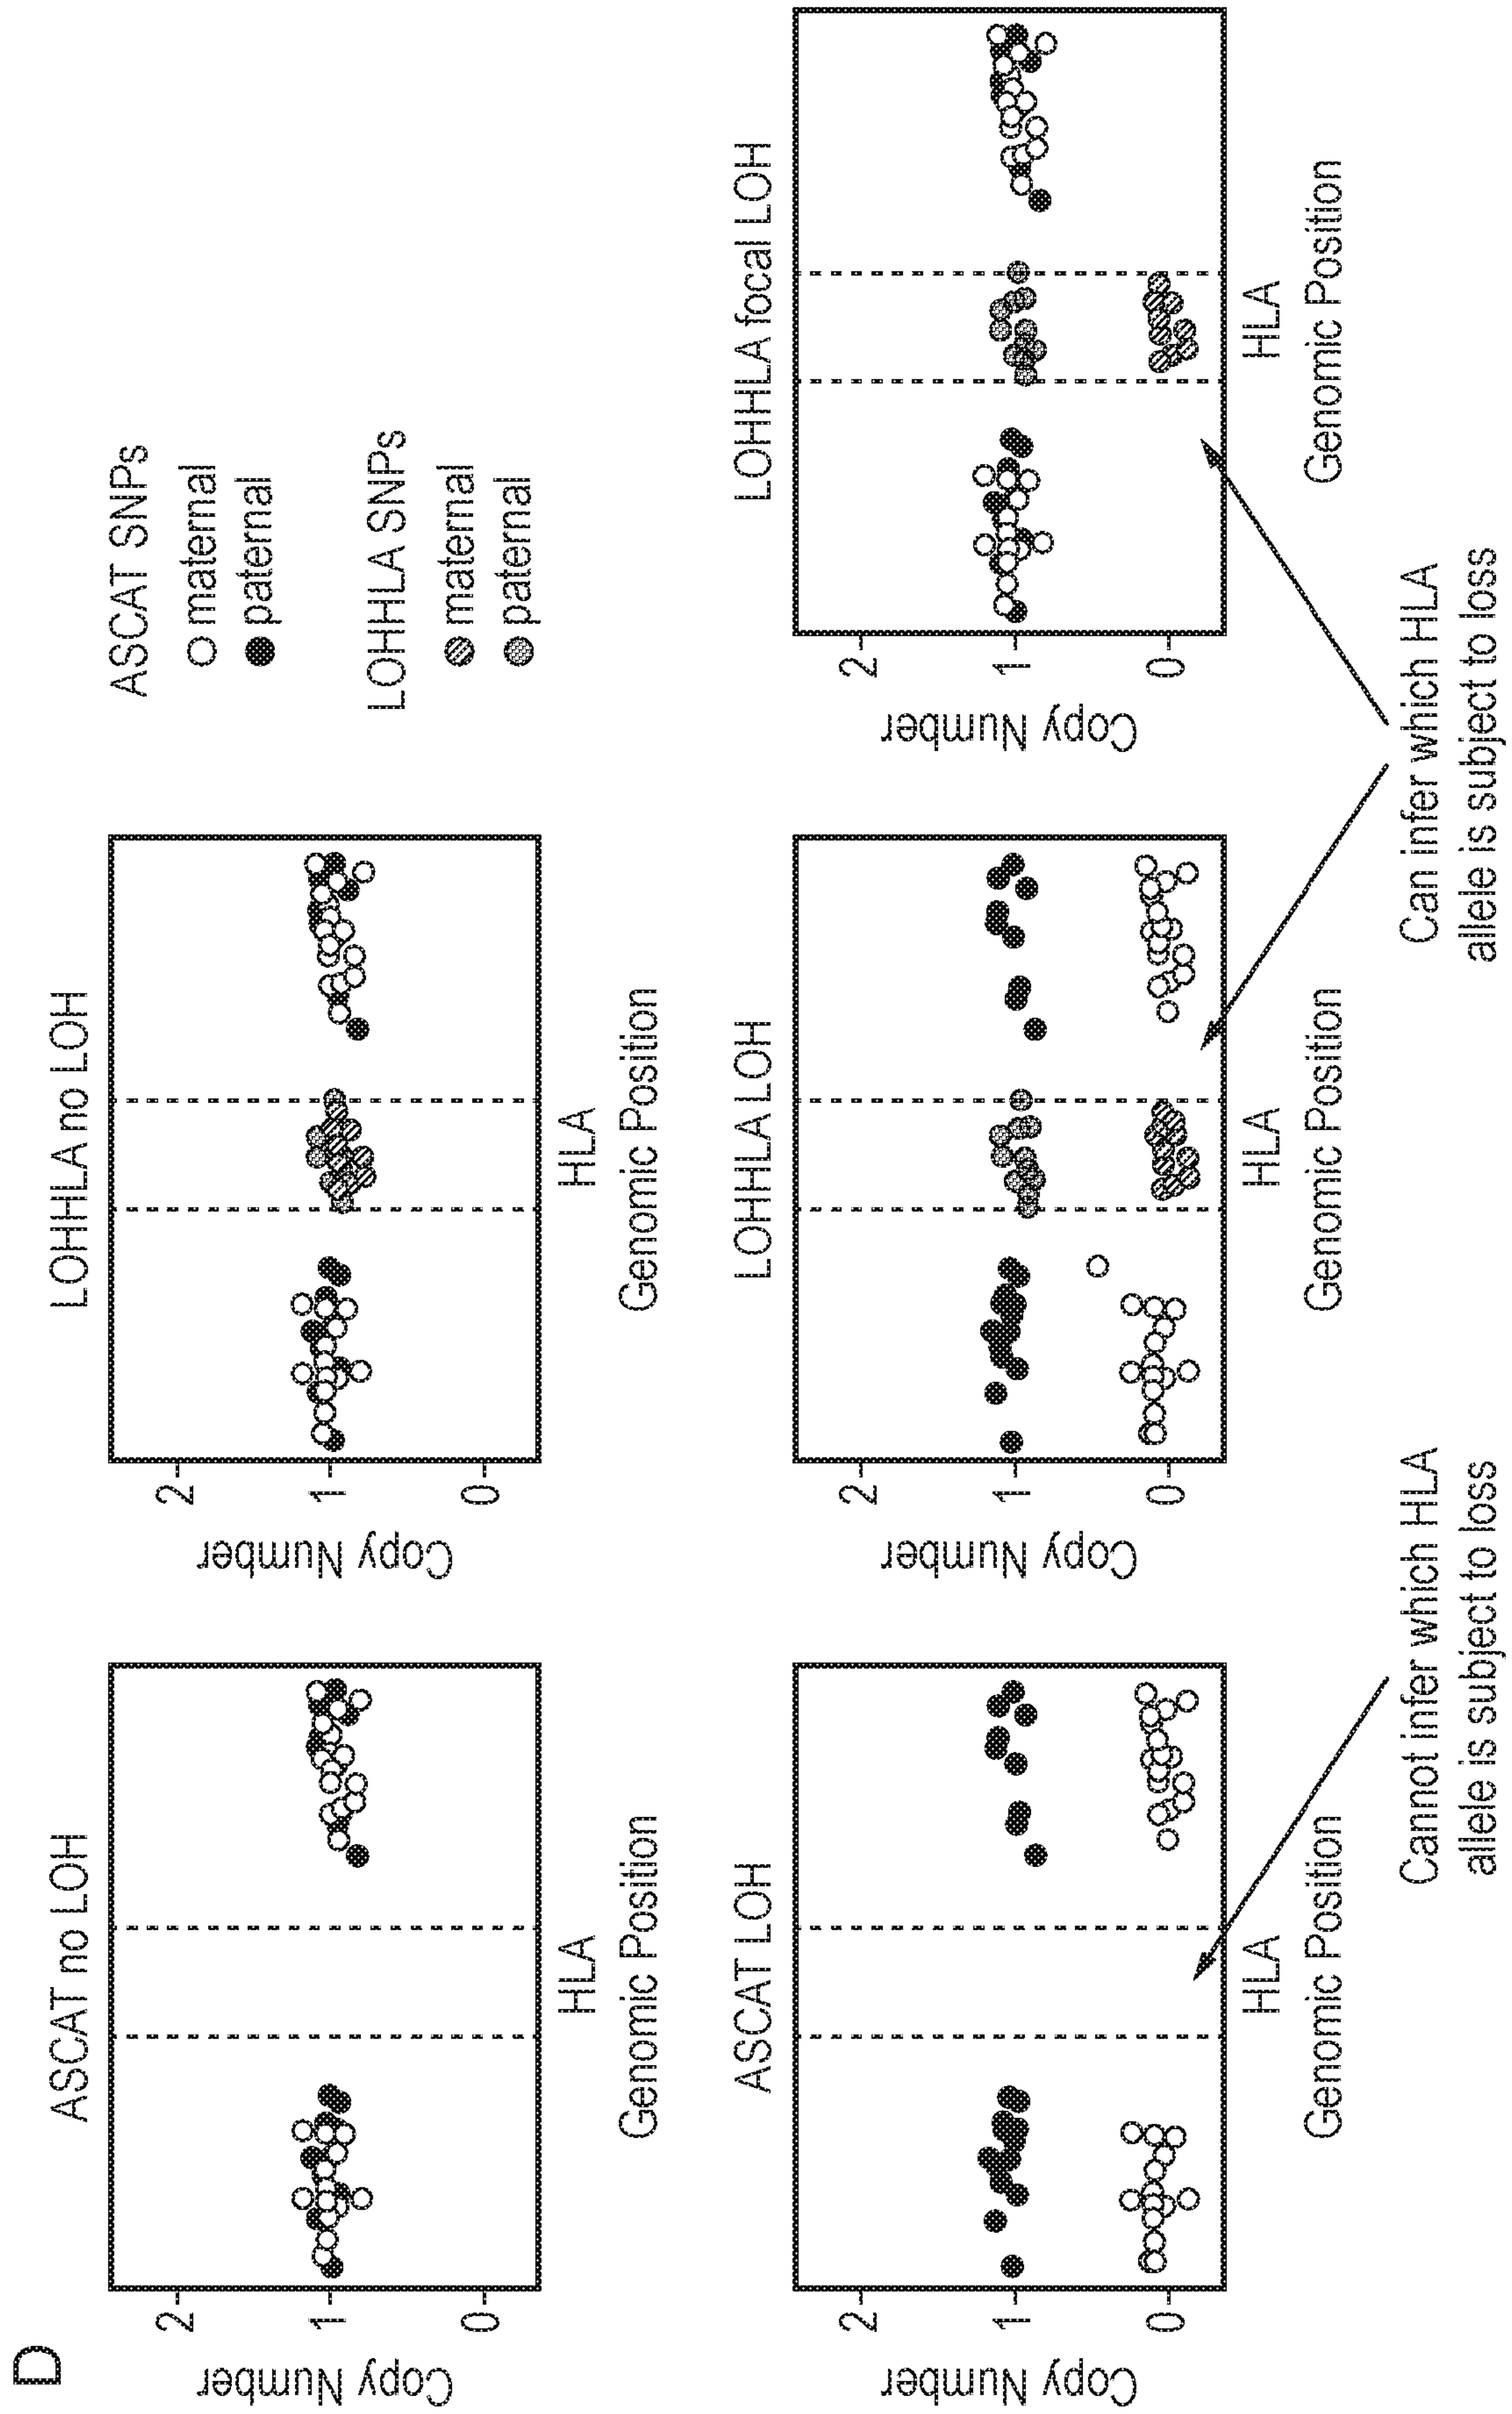 D
ASCAT no LOH
Copy Number
2
1
0
HLA
Genomic Position
LOHHLA no LOH
Copy Number
2
1
0
HLA
Genomic Position
ASCAT SNPs
maternal
paternal
LOHHLA SNPs
maternal
paternal
ASCAT LOH
Copy Number
2
1
0
HLA
Genomic Position
LOHHLA LOH
Copy Number
2
1
0
HLA
Genomic Position
LOHHLA focal LOH
Copy Number
2
1
0
HLA
Genomic Position
Cannot infer which HLA
allele is subject to loss
Can infer which HLA
allele is subject to loss